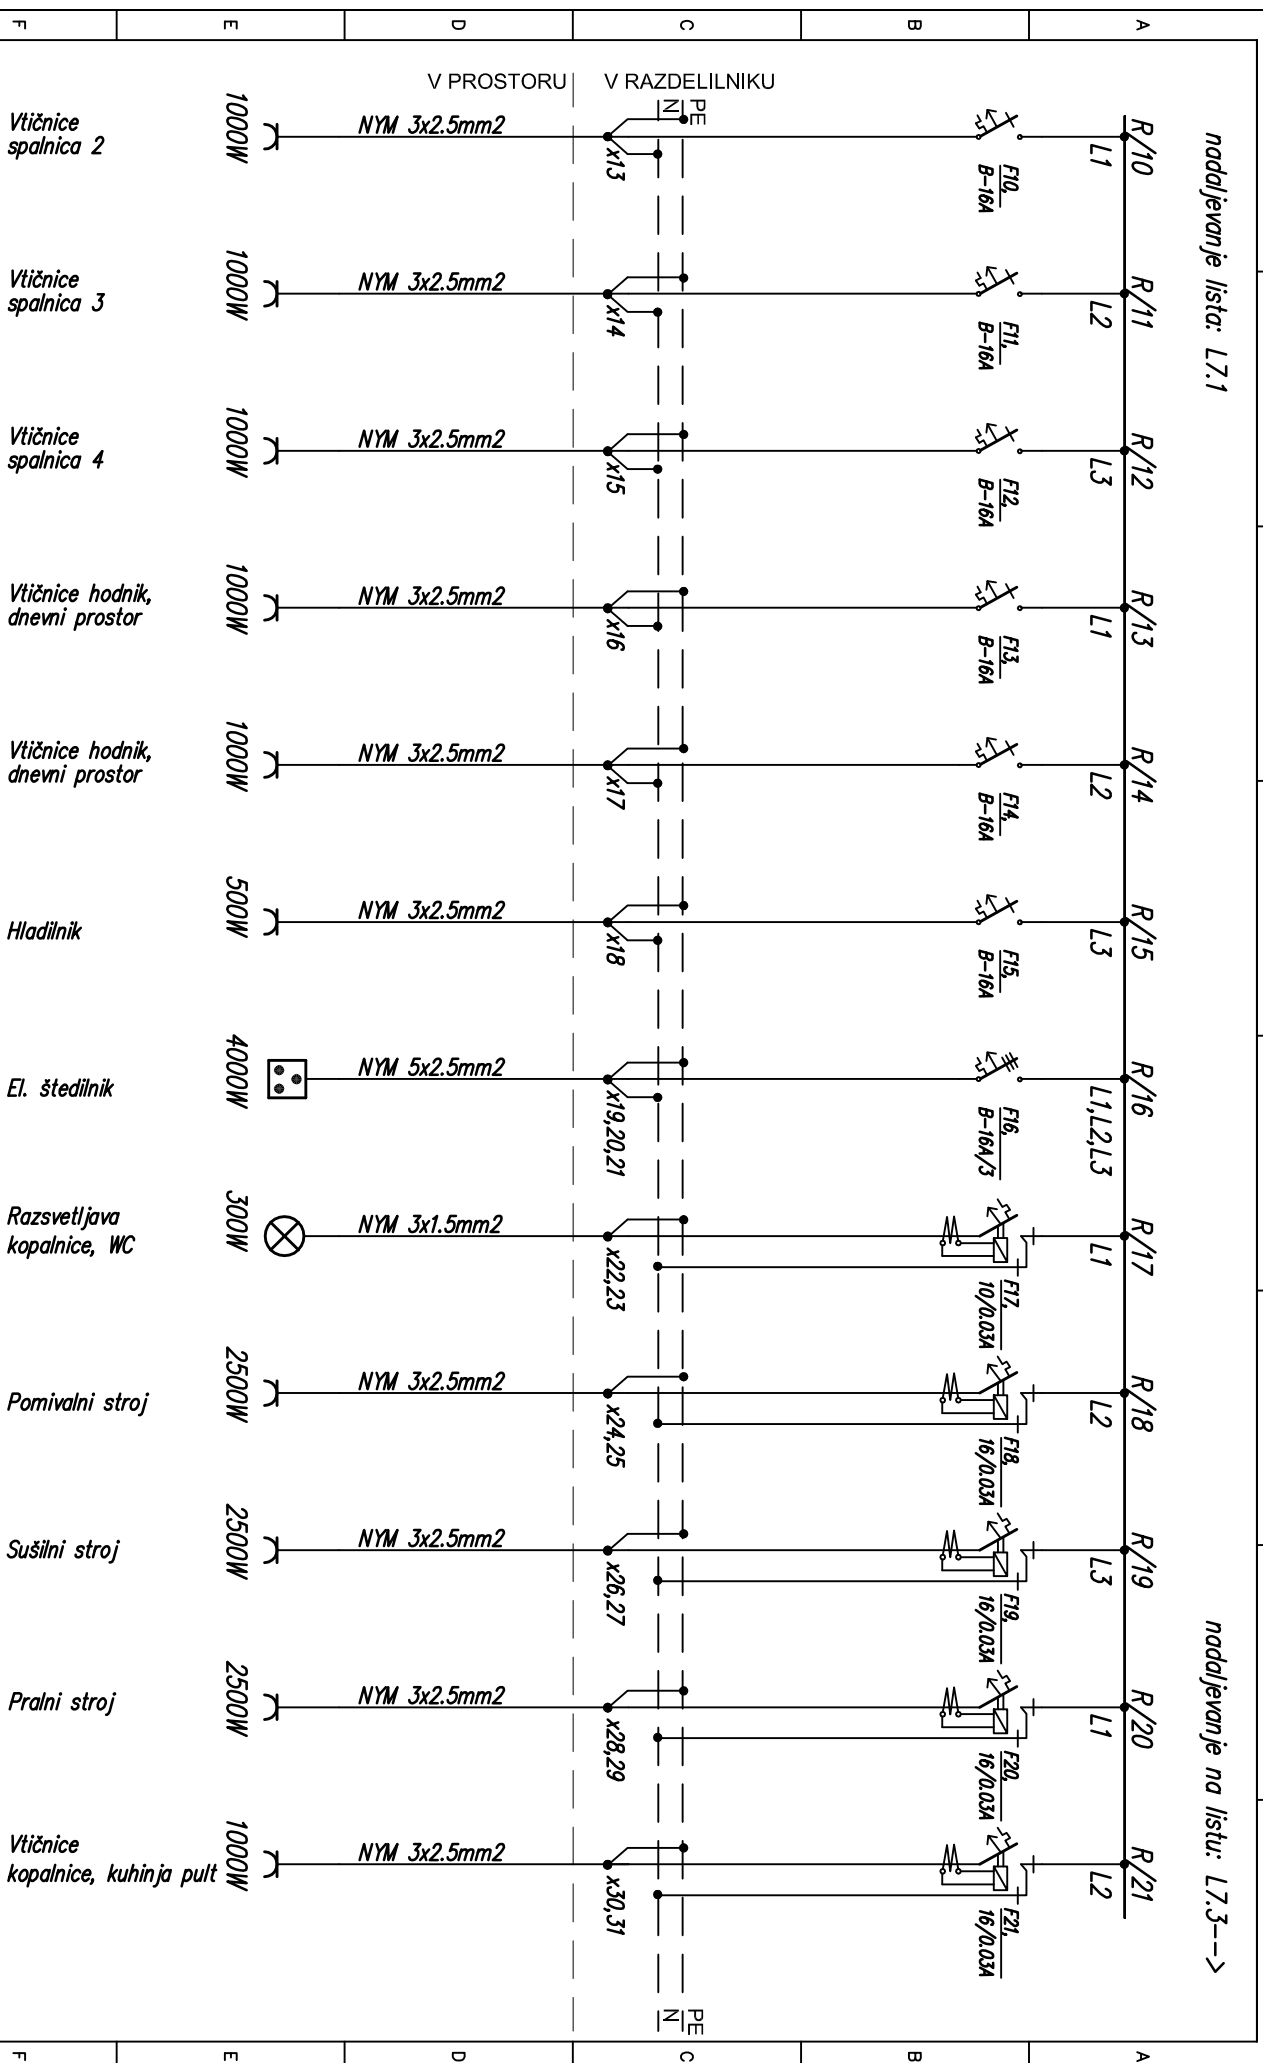 A
B
C
D
E
F
nadaljevanje lista: L7.1
nadaljevanje na listu: L7.3-->
V PROSTORU
V RAZDELILNIKU
PE
N
R/10
L1
F10,
B-16A
x13
NYM 3x2.5mm2
1000W
Vtičnice
spalnica 2
R/11
L2
F11,
B-16A
x14
NYM 3x2.5mm2
1000W
Vtičnice
spalnica 3
R/12
L3
F12,
B-16A
x15
NYM 3x2.5mm2
1000W
Vtičnice
spalnica 4
R/13
L1
F13,
B-16A
x16
NYM 3x2.5mm2
1000W
Vtičnice hodnik,
dnevni prostor
R/14
L2
F14,
B-16A
x17
NYM 3x2.5mm2
1000W
Vtičnice hodnik,
dnevni prostor
R/15
L3
F15,
B-16A
x18
NYM 3x2.5mm2
500W
Hladilnik
R/16
L1,L2,L3
F16,
B-16A/3
x19,20,21
NYM 5x2.5mm2
4000W
El. štedilnik
R/17
L1
F17,
10/0.03A
x22,23
NYM 3x1.5mm2
300W
Razsvetljava
kopalnice, WC
R/18
L2
F18,
16/0.03A
x24,25
NYM 3x2.5mm2
2500W
Pomivalni stroj
R/19
L3
F19,
16/0.03A
x26,27
NYM 3x2.5mm2
2500W
Sušilni stroj
R/20
L1
F20,
16/0.03A
x28,29
NYM 3x2.5mm2
2500W
Pralni stroj
R/21
L2
F21,
16/0.03A
x30,31
NYM 3x2.5mm2
1000W
Vtičnice
kopalnice, kuhinja pult
PE
N
A
B
C
D
E
F